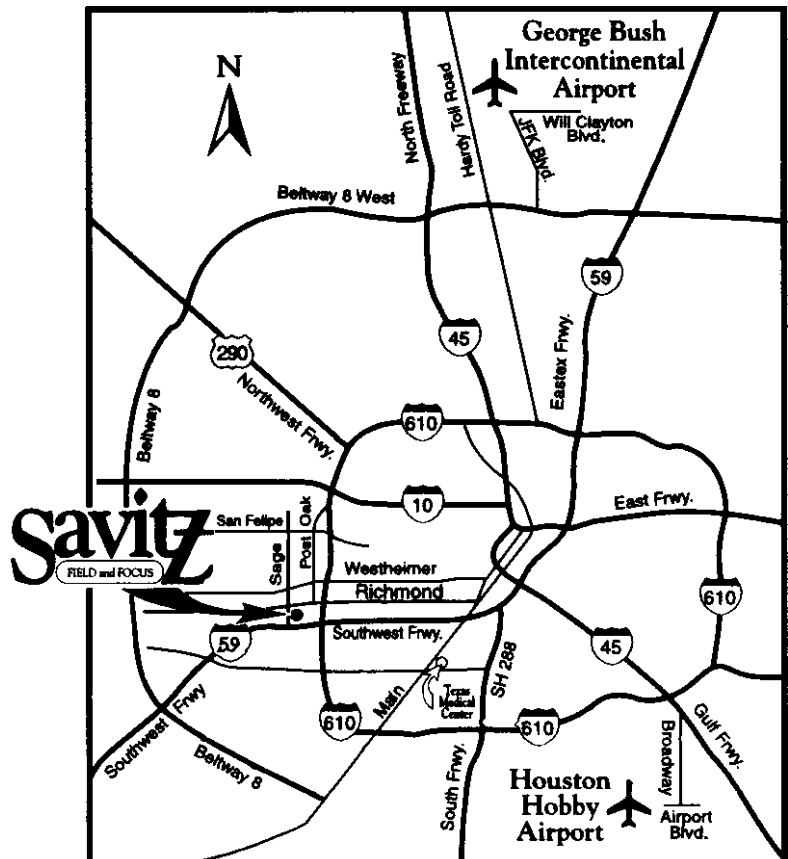 George Bush
Intercontinental
Airport
N
North Freeway
Hardy Toll Road
JFK Blvd.
Will Clayton
Blvd.
Beltway 8 West
59
45
290
Eastex Frwy.
Northwest Frwy.
Beltway 8
610
10
East Frwy.
Savitz
FIELD and FOCUS
San Felipe
Sage
Post Oak
Westheimer
Richmond
610
59
Southwest Frwy.
45
SH 288
Texas
Medical
Center
Main
Southwest Frwy
610
610
Gulf Frwy.
Broadway
Beltway 8
South Frwy.
Houston
Hobby
Airport
Airport
Blvd.